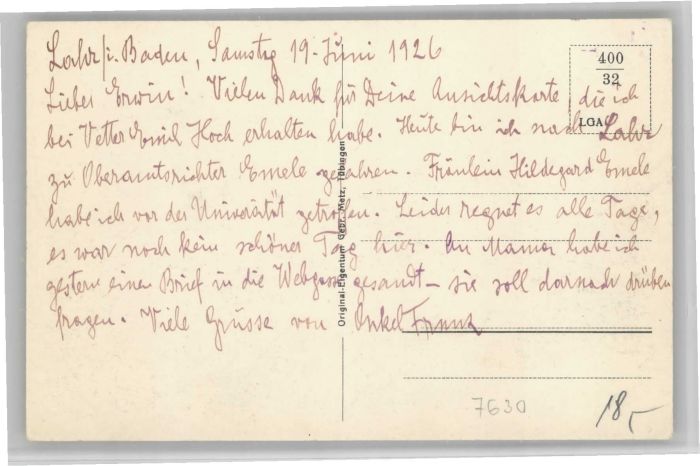 Lahr/i. Baden, Samstag 19. Juni 1926
Lieber Erwin! Vielen Dank für Deine Ansichtskarte, die ich
bei Vetter Emil Hoch erhalten habe. Heute bin ich nach Lahr
zu Oberamtsrichter Emele gefahren. Fräulein Hildegard Emele
habe ich vor der Universität getroffen. Leider regnet es alle Tage,
es war noch kein schöner Tag hier. An Mama habe ich
gestern einen Brief in die Webgasse gesandt – sie soll darnach drüben
fragen. Viele Grüsse von Onkel Franz
400
32
LGA
Original-Eigentum Gebr. Metz, Tübingen
7630
18,-